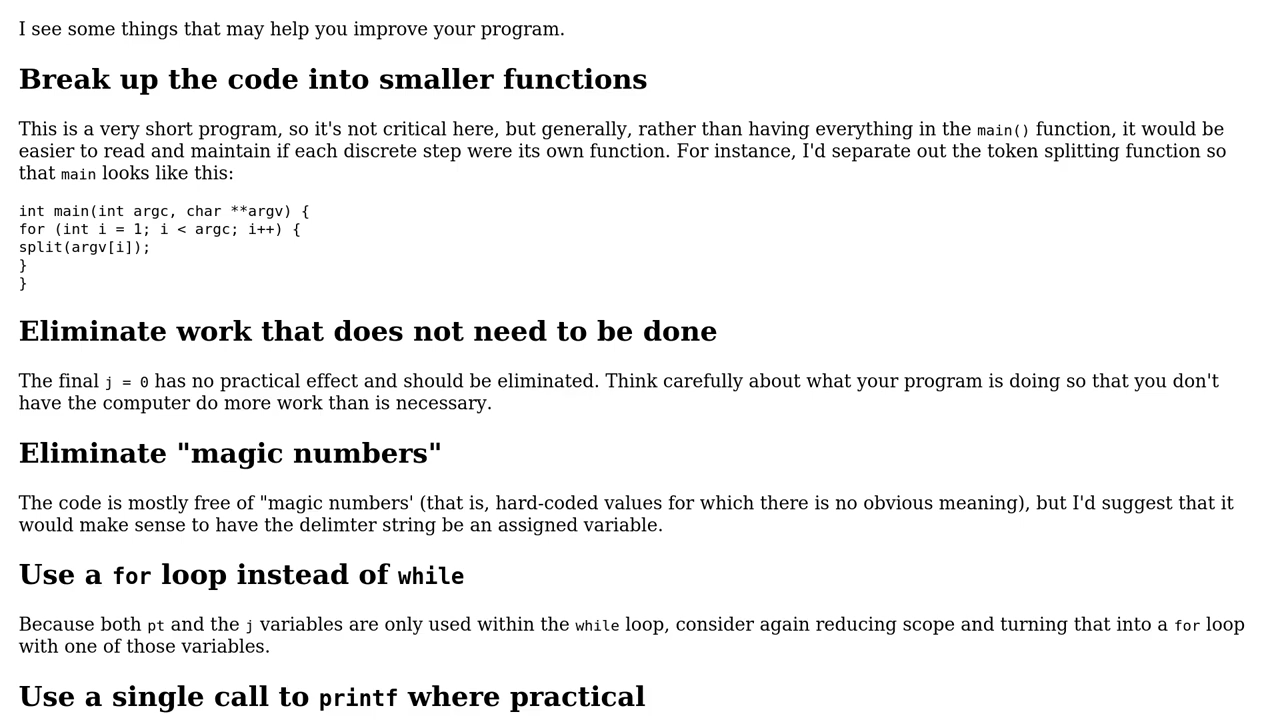 I see some things that may help you improve your program.
Break up the code into smaller functions
This is a very short program, so it's not critical here, but generally, rather than having everything in the main() function, it would be
easier to read and maintain if each discrete step were its own function. For instance, I'd separate out the token splitting function so
that main looks like this:
int main(int argc, char **argv) {
for (int i = 1; i < argc; i++) {
split(argv[i]);
}
}
Eliminate work that does not need to be done
The final j = 0 has no practical effect and should be eliminated. Think carefully about what your program is doing so that you don't
have the computer do more work than is necessary.
Eliminate "magic numbers"
The code is mostly free of "magic numbers' (that is, hard-coded values for which there is no obvious meaning), but I'd suggest that it
would make sense to have the delimter string be an assigned variable.
Use a for loop instead of while
Because both pt and the j variables are only used within the while loop, consider again reducing scope and turning that into a for loop
with one of those variables.
Use a single call to printf where practical